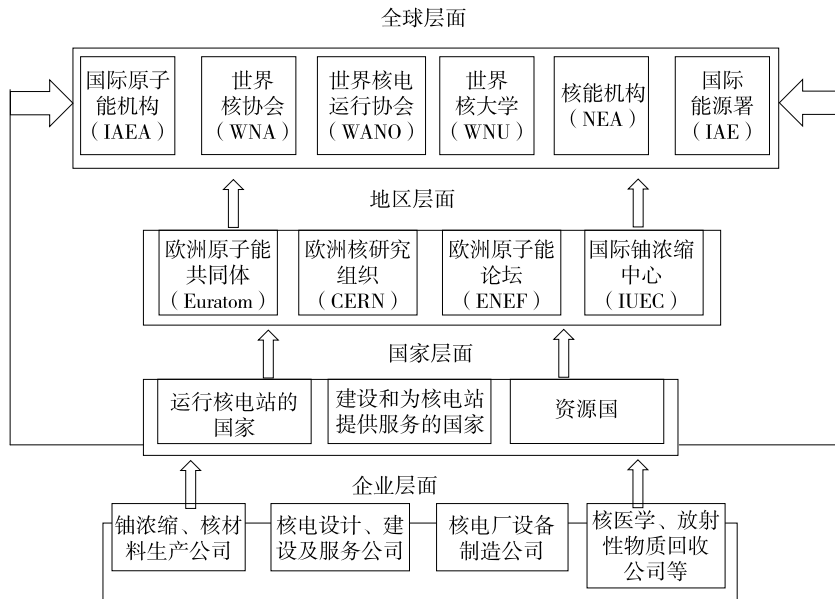 全球层面
国际原子
能机构
（IAEA）
世界
核协会
（WNA）
世界核电
运行协会
（WANO）
世界
核大学
（WNU）
核能机构
（NEA）
国际
能源署
（IAE）
地区层面
欧洲原子能
共同体
（Euratom）
欧洲核研究
组织
（CERN）
欧洲原子能
论坛
（ENEF）
国际铀浓缩
中心
（IUEC）
国家层面
运行核电站的
国家
建设和为核电站
提供服务的国家
资源国
企业层面
铀浓缩、核材
料生产公司
核电设计、建
设及服务公司
核电厂设备
制造公司
核医学、放射
性物质回收
公司等